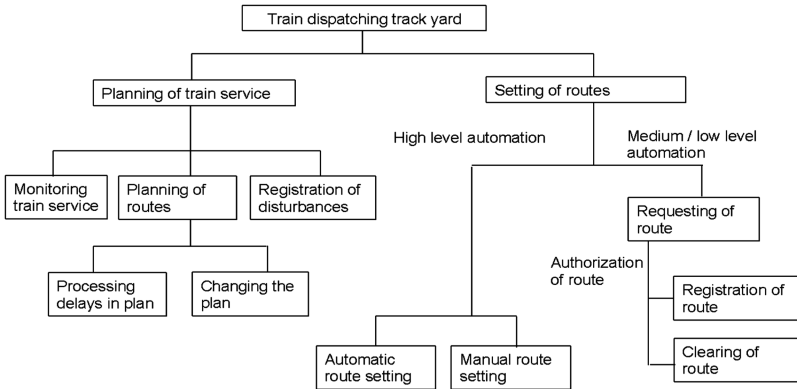 Train dispatching track yard
Planning of train service
Setting of routes
High level automation
Medium / low level
automation
Monitoring
train service
Planning of
routes
Registration of
disturbances
Requesting of
route
Authorization
of route
Processing
delays in plan
Changing the
plan
Registration of
route
Automatic
route setting
Manual route
setting
Clearing of
route